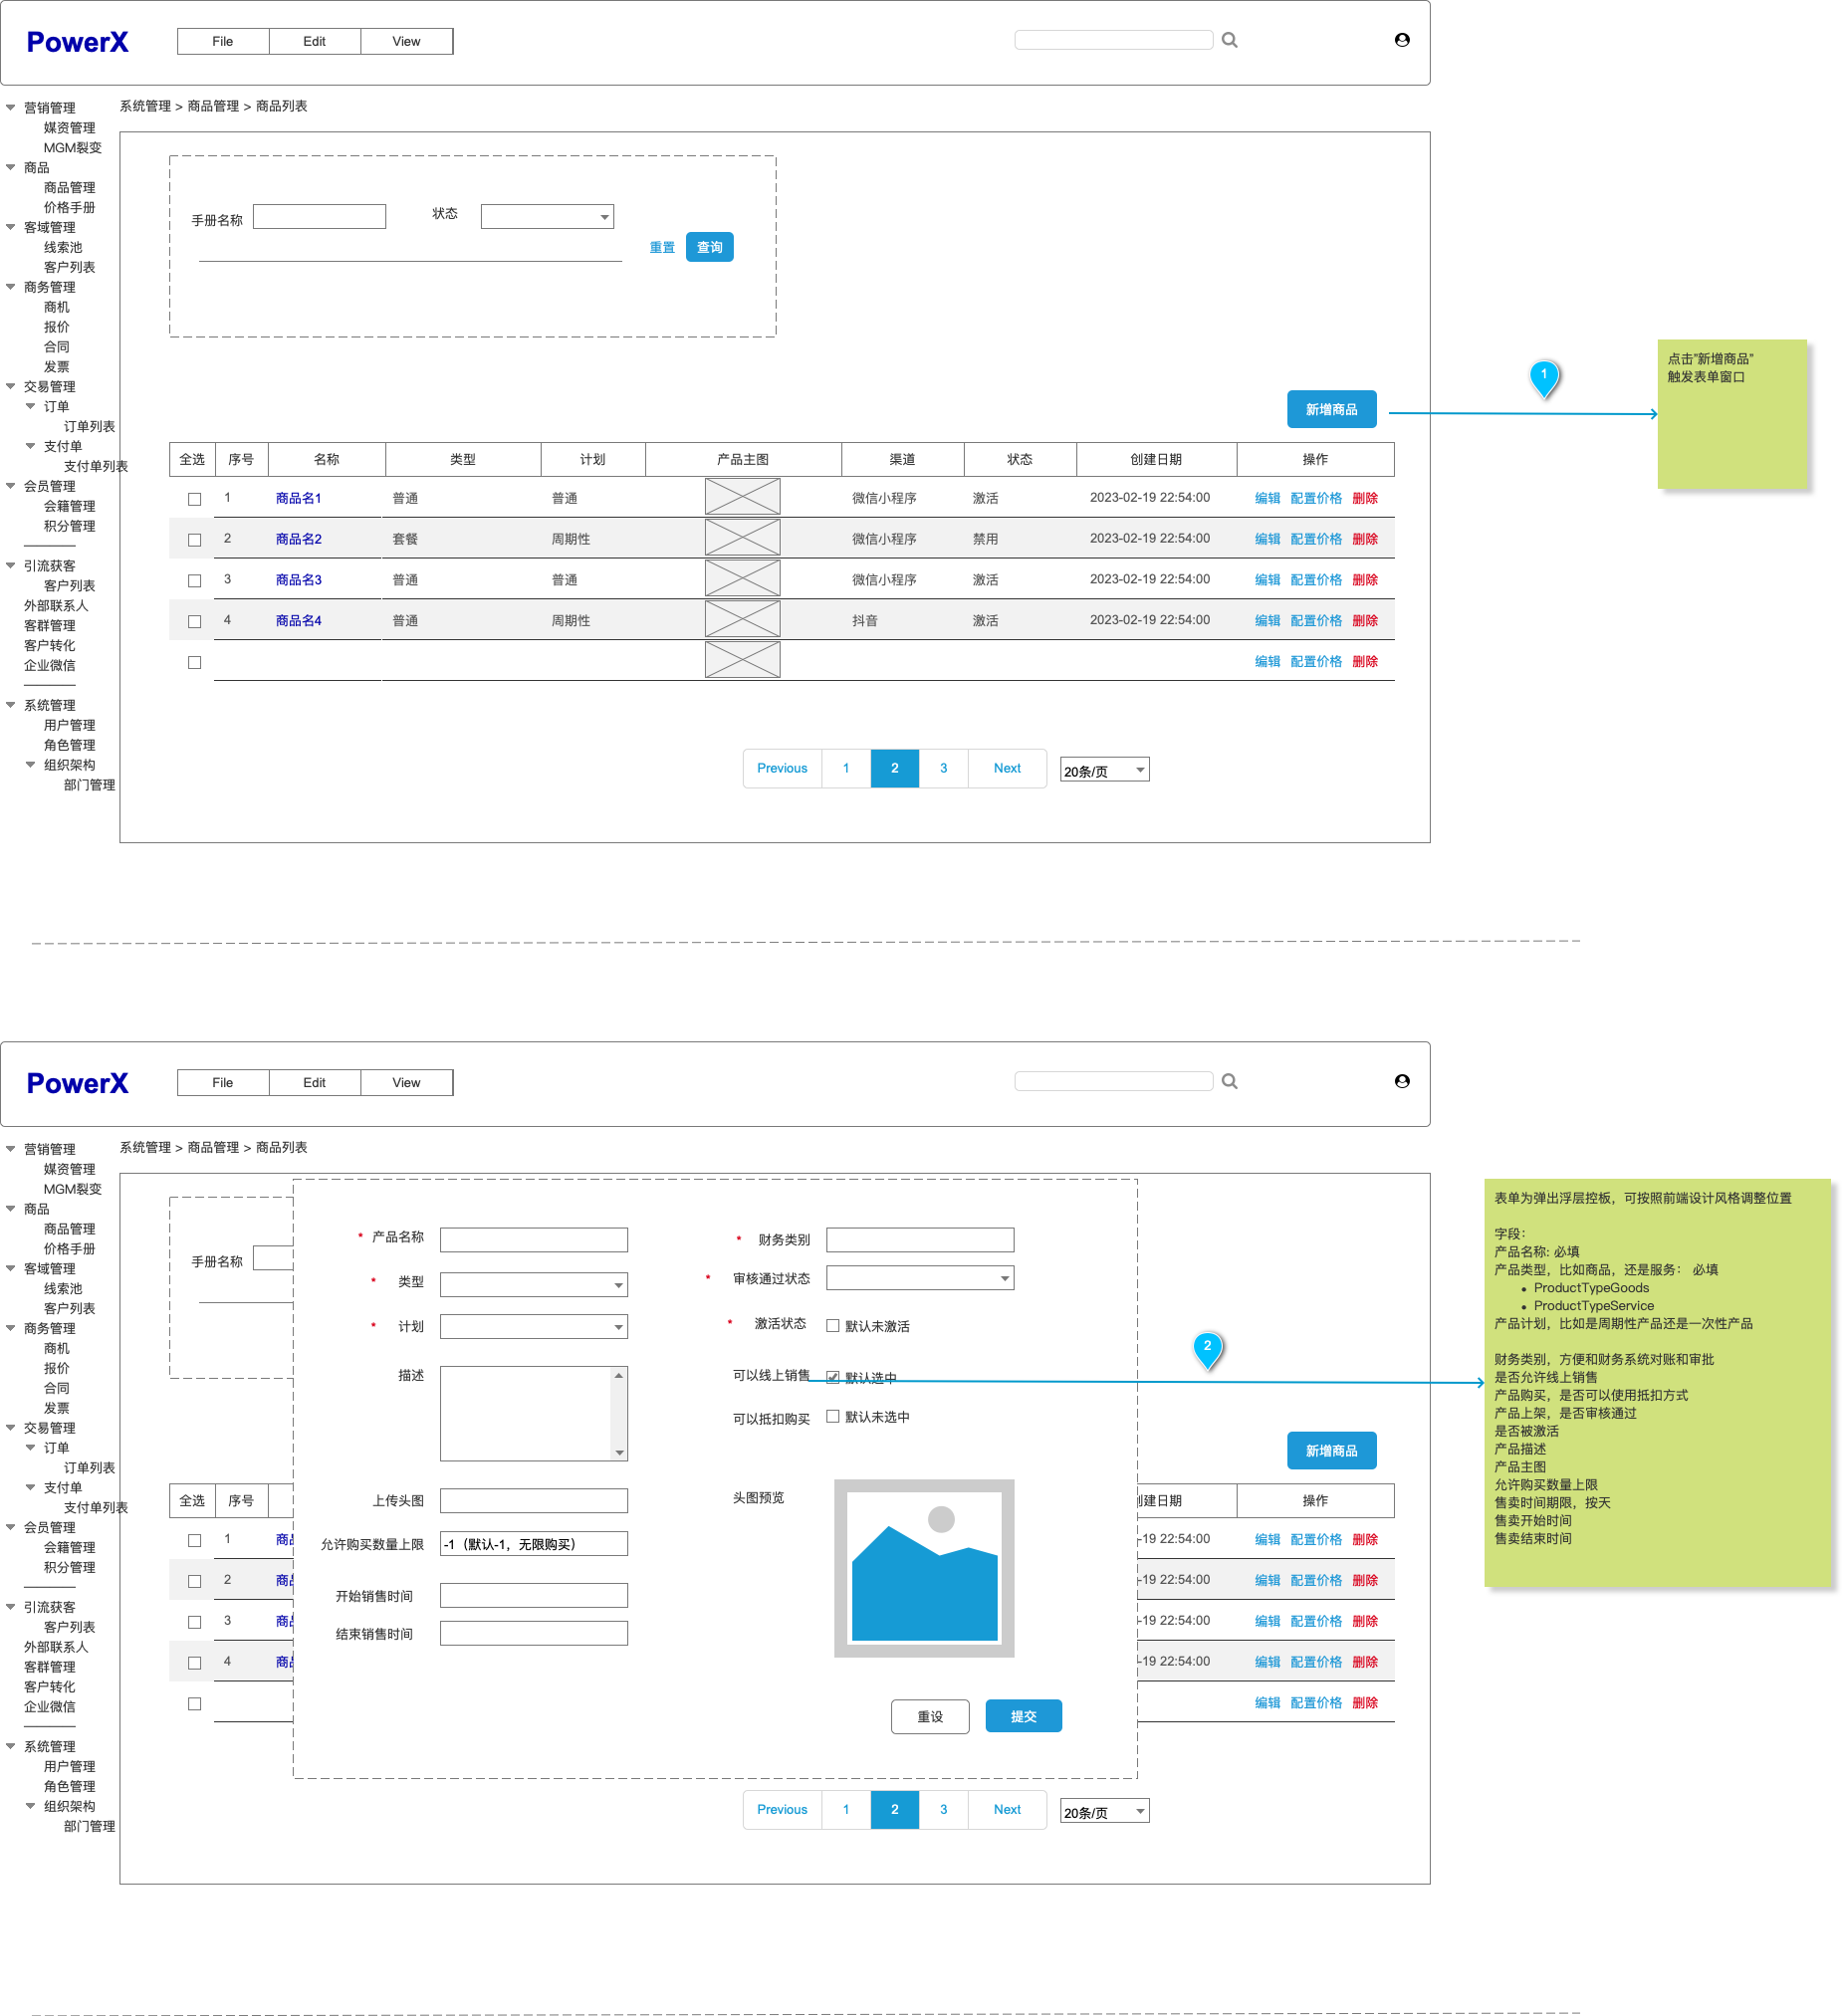 PowerX
File Edit View
营销管理
媒资管理
MGM裂变
商品
商品管理
价格手册
客域管理
线索池
客户列表
商务管理
商机
报价
合同
发票
交易管理
订单
订单列表
支付单
支付单列表
会员管理
会籍管理
积分管理
引流获客
客户列表
外部联系人
客群管理
客户转化
企业微信
系统管理
用户管理
角色管理
组织架构
部门管理
系统管理 > 商品管理 > 商品列表
手册名称 状态
重置 查询
新增商品
全选 序号 名称 类型 计划 产品主图 渠道 状态 创建日期 操作
1 商品名1 普通 普通 微信小程序 激活 2023-02-19 22:54:00 编辑 配置价格 删除
2 商品名2 套餐 周期性 微信小程序 禁用 2023-02-19 22:54:00 编辑 配置价格 删除
3 商品名3 普通 普通 微信小程序 激活 2023-02-19 22:54:00 编辑 配置价格 删除
4 商品名4 普通 周期性 抖音 激活 2023-02-19 22:54:00 编辑 配置价格 删除
编辑 配置价格 删除
Previous 1 2 3 Next 20条/页
1
点击"新增商品"
触发表单窗口
PowerX
File Edit View
营销管理
媒资管理
MGM裂变
商品
商品管理
价格手册
客域管理
线索池
客户列表
商务管理
商机
报价
合同
发票
交易管理
订单
订单列表
支付单
支付单列表
会员管理
会籍管理
积分管理
引流获客
客户列表
外部联系人
客群管理
客户转化
企业微信
系统管理
用户管理
角色管理
组织架构
部门管理
系统管理 > 商品管理 > 商品列表
手册名称
* 产品名称 * 财务类别
* 类型 * 审核通过状态
* 计划 * 激活状态 默认未激活
描述 可以线上销售 默认选中
可以抵扣购买 默认未选中
上传头图 头图预览
允许购买数量上限 -1（默认-1，无限购买）
开始销售时间
结束销售时间
重设 提交
新增商品
全选 序号 创建日期 操作
1 商品 -19 22:54:00 编辑 配置价格 删除
2 商品 -19 22:54:00 编辑 配置价格 删除
3 商品 -19 22:54:00 编辑 配置价格 删除
4 商品 -19 22:54:00 编辑 配置价格 删除
编辑 配置价格 删除
Previous 1 2 3 Next 20条/页
2
表单为弹出浮层控板，可按照前端设计风格调整位置
字段：
产品名称: 必填
产品类型，比如商品，还是服务： 必填
• ProductTypeGoods
• ProductTypeService
产品计划，比如是周期性产品还是一次性产品
财务类别，方便和财务系统对账和审批
是否允许线上销售
产品购买，是否可以使用抵扣方式
产品上架，是否审核通过
是否被激活
产品描述
产品主图
允许购买数量上限
售卖时间期限，按天
售卖开始时间
售卖结束时间